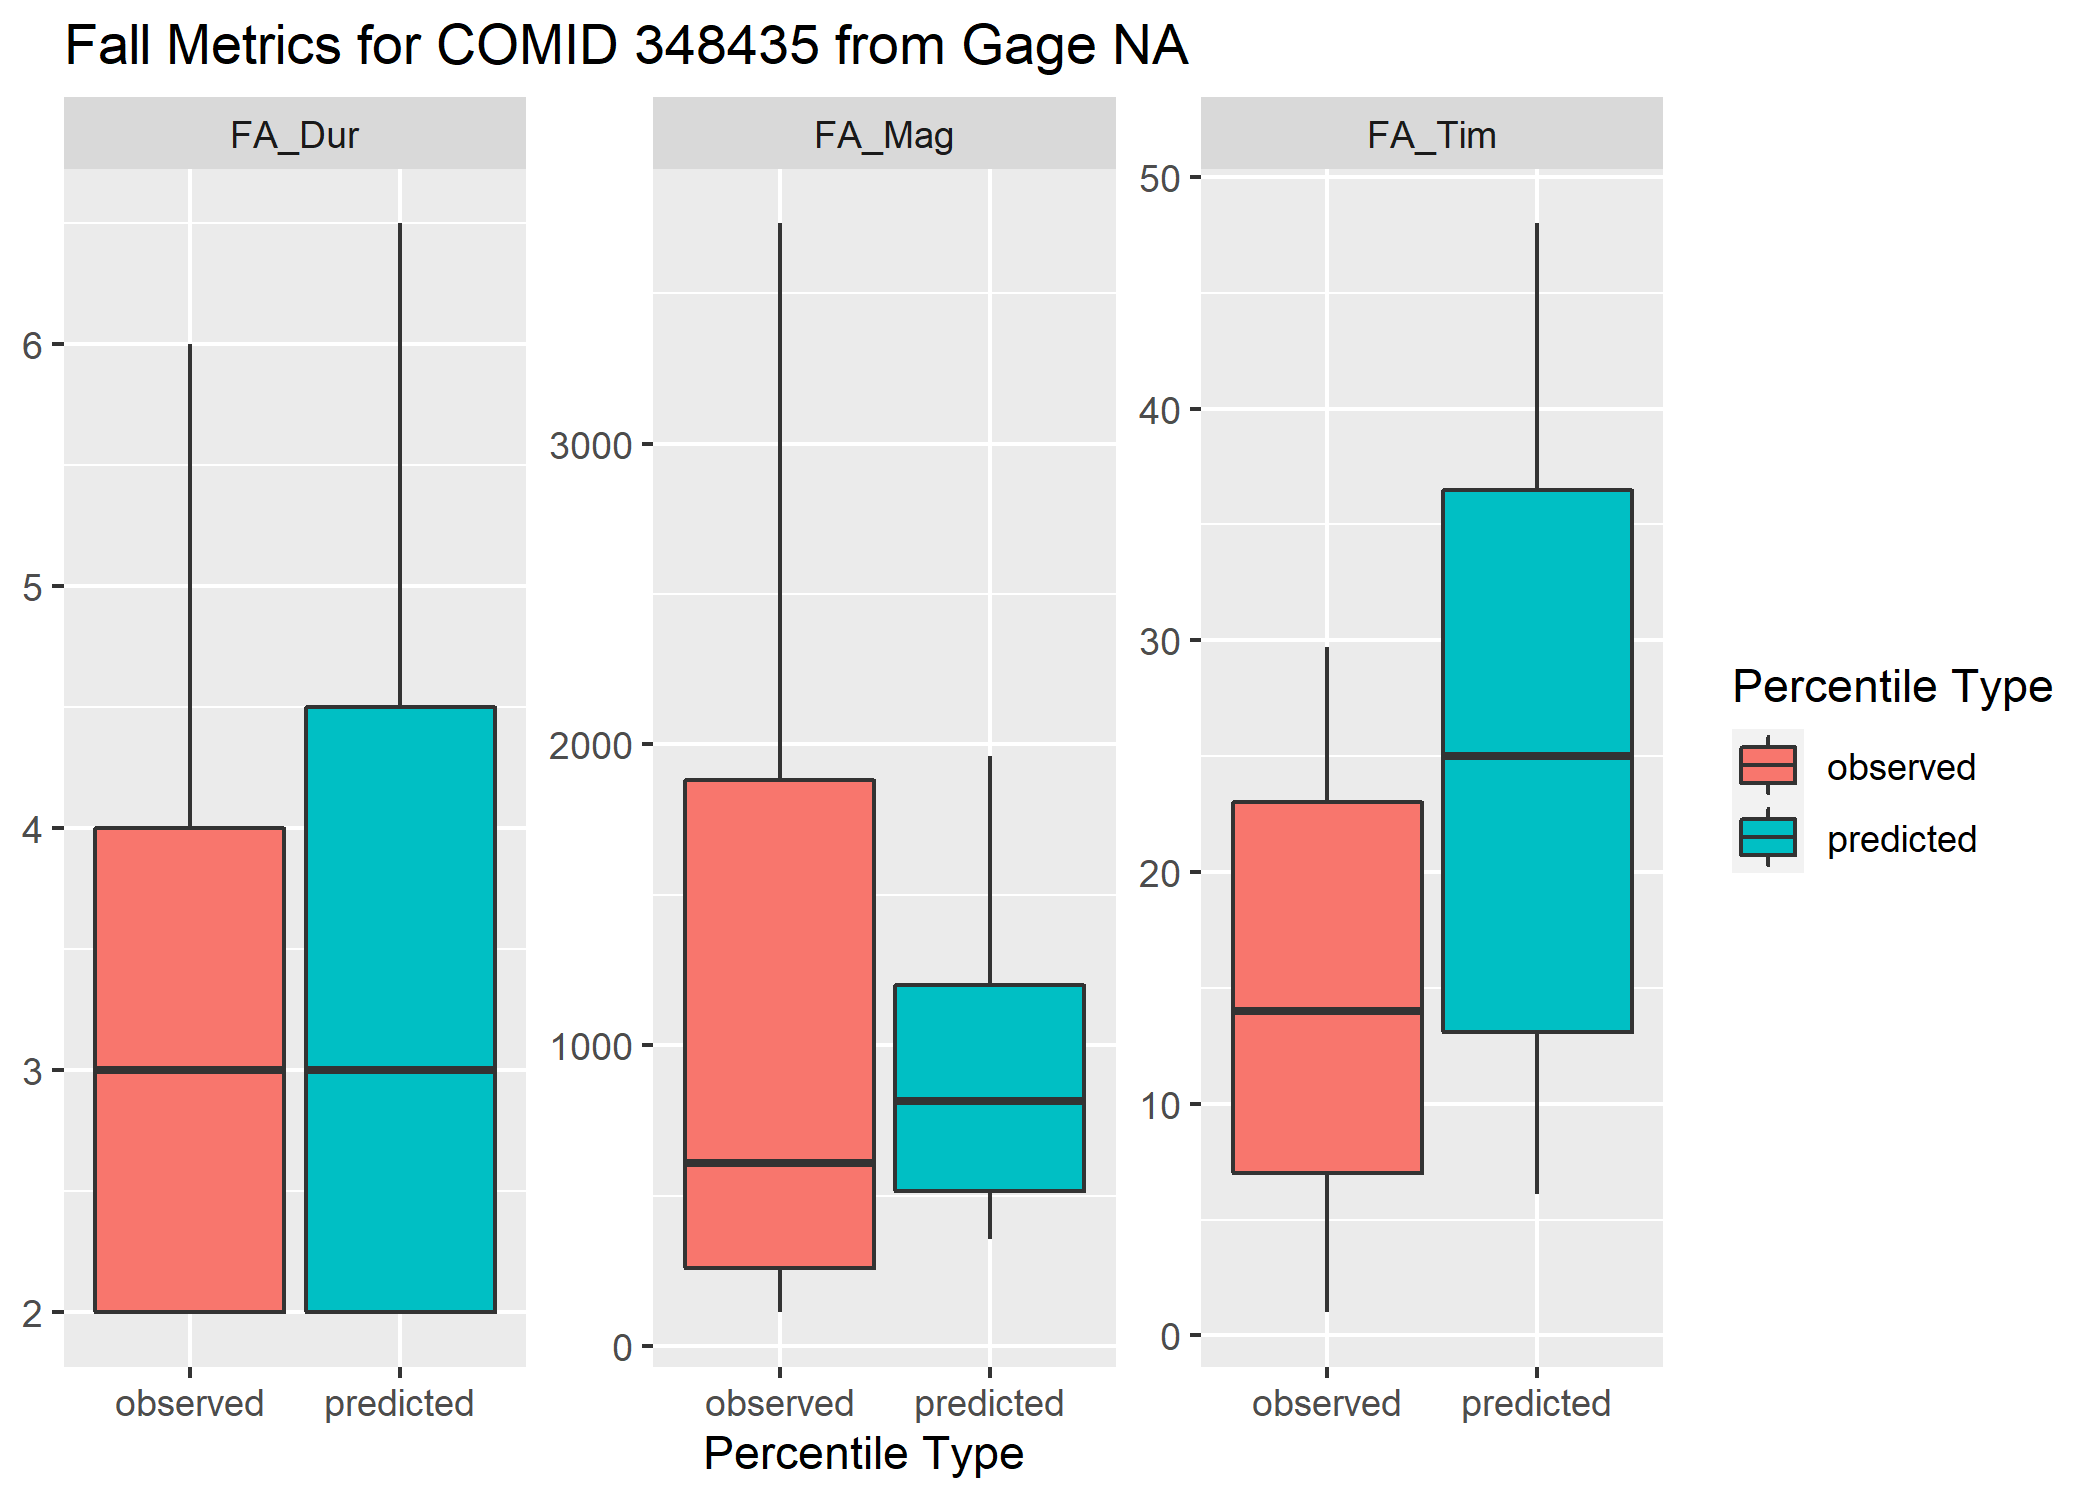 Fall Metrics for COMID 348435 from Gage NA
FA_Dur
FA_Mag
FA_Tim
6
5
4
3
2
3000
2000
1000
0
50
40
30
20
10
0
observed
predicted
observed
predicted
observed
predicted
Percentile Type
Percentile Type
observed
predicted